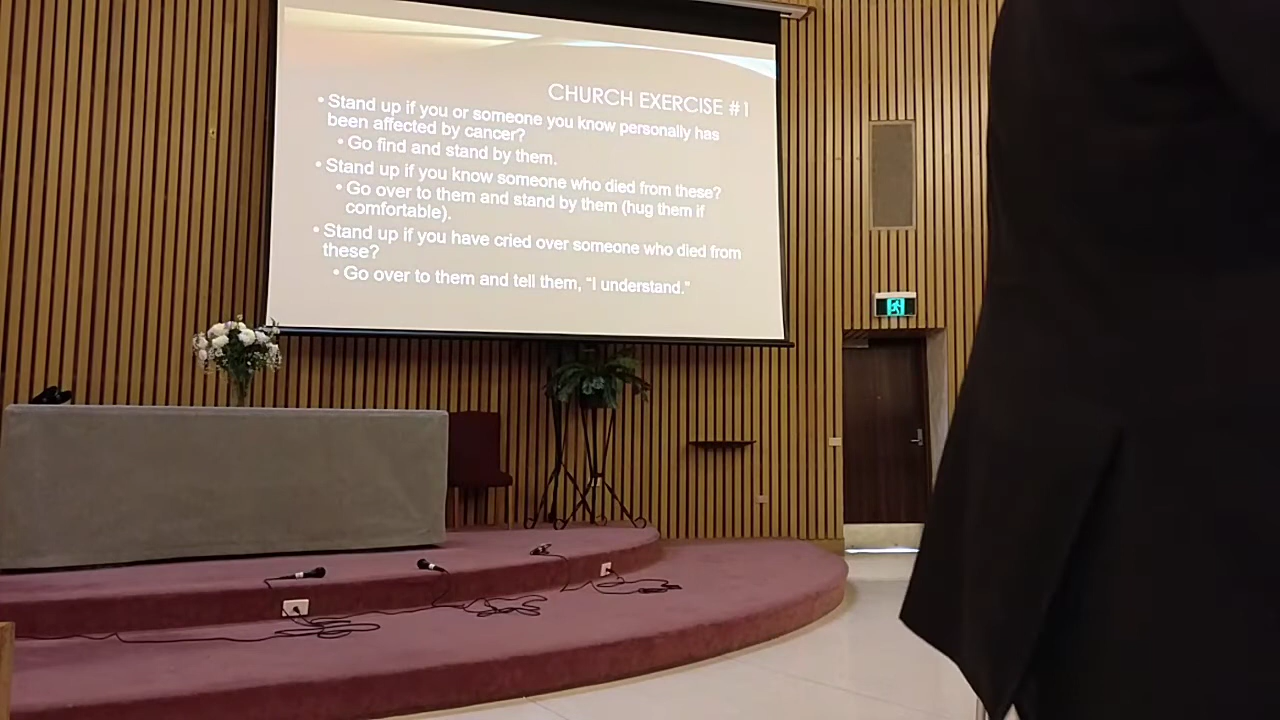 CHURCH EXERCISE #1
• Stand up if you or someone you know personally has
been affected by cancer?
• Go find and stand by them.
• Stand up if you know someone who died from these?
• Go over to them and stand by them (hug them if
comfortable).
• Stand up if you have cried over someone who died from
these?
• Go over to them and tell them, “I understand.”